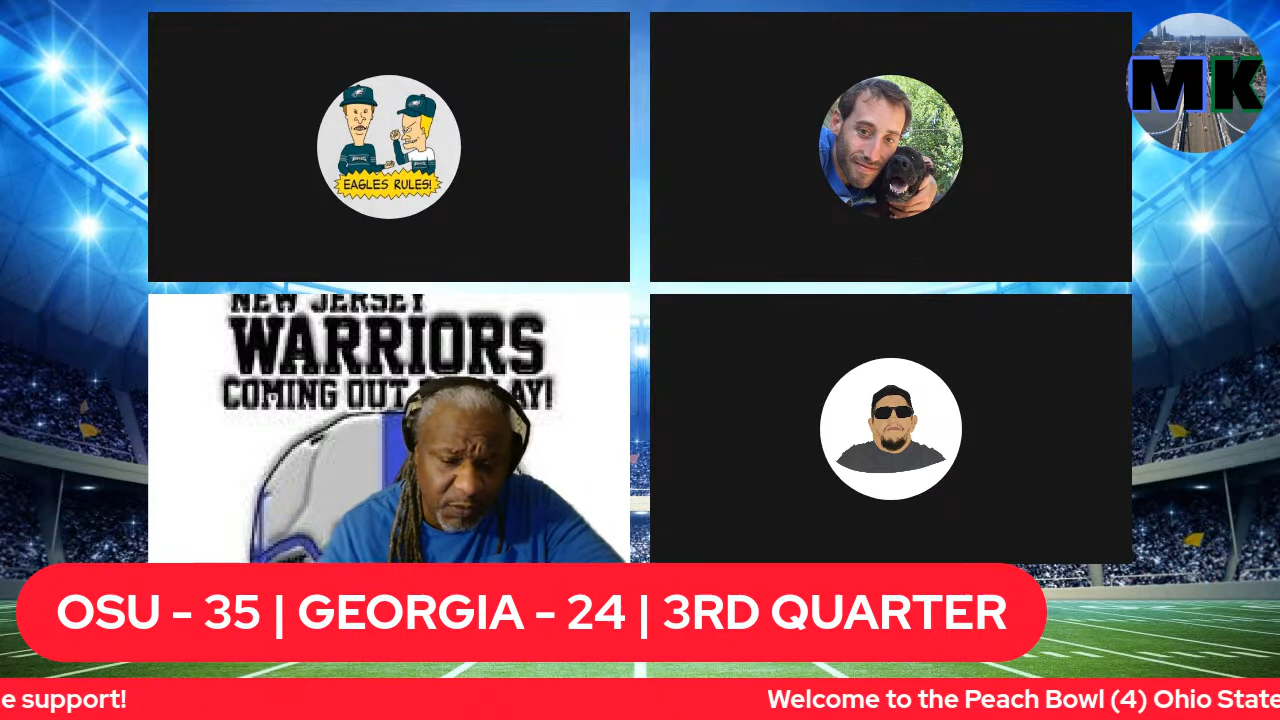 MK
EAGLES RULES!
NEW JERSEY
WARRIORS
COMING OUT LAY!
OSU - 35 | GEORGIA - 24 | 3RD QUARTER
e support!
Welcome to the Peach Bowl (4) Ohio State